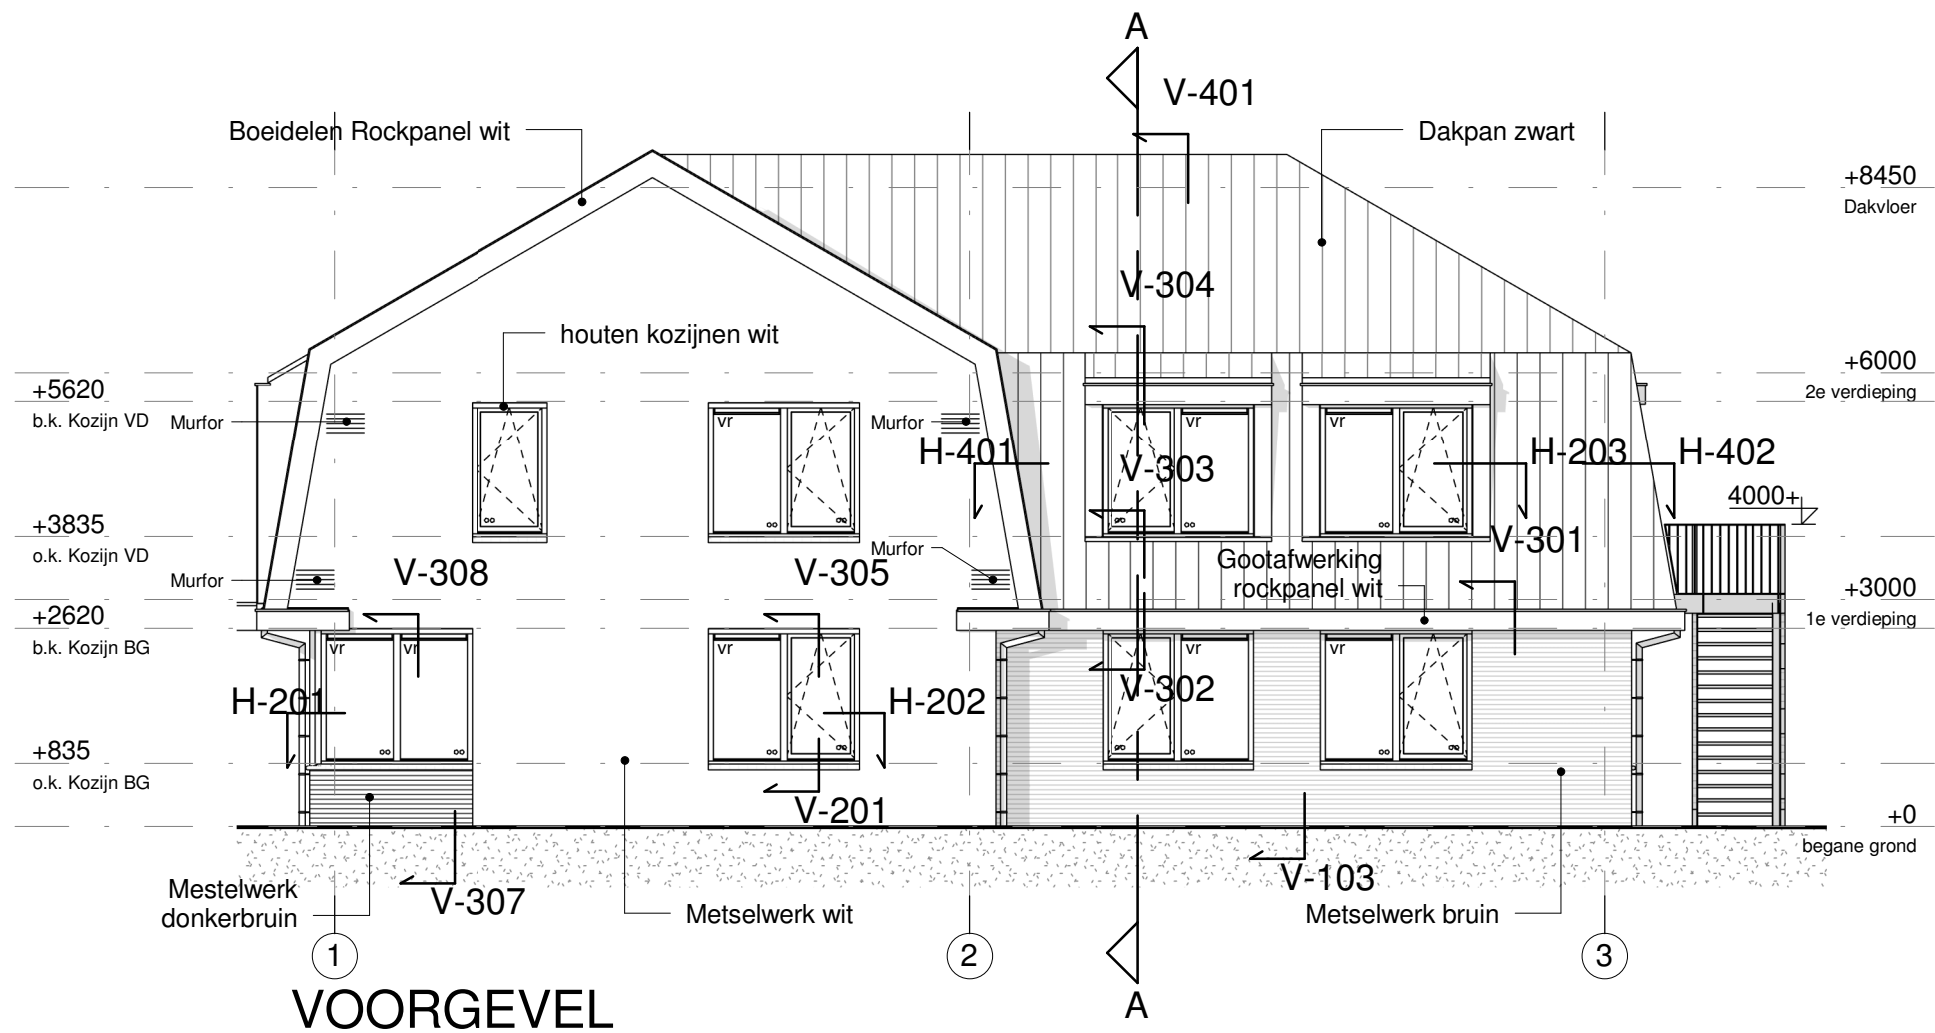 A
V-401
Boeidelen Rockpanel wit
Dakpan zwart
+8450
Dakvloer
V-304
houten kozijnen wit
+6000
2e verdieping
+5620
b.k. Kozijn VD
Murfor
Murfor
vr
vr
vr
vr
H-401
V-303
H-203
H-402
4000+
+3835
o.k. Kozijn VD
V-301
Murfor
Gootafwerking
rockpanel wit
Murfor
V-308
V-305
+3000
1e verdieping
+2620
b.k. Kozijn BG
vr
vr
vr
vr
vr
H-201
H-202
V-302
+835
o.k. Kozijn BG
V-201
+0
begane grond
V-103
Mestelwerk
donkerbruin
V-307
Metselwerk wit
Metselwerk bruin
1
2
3
A
VOORGEVEL